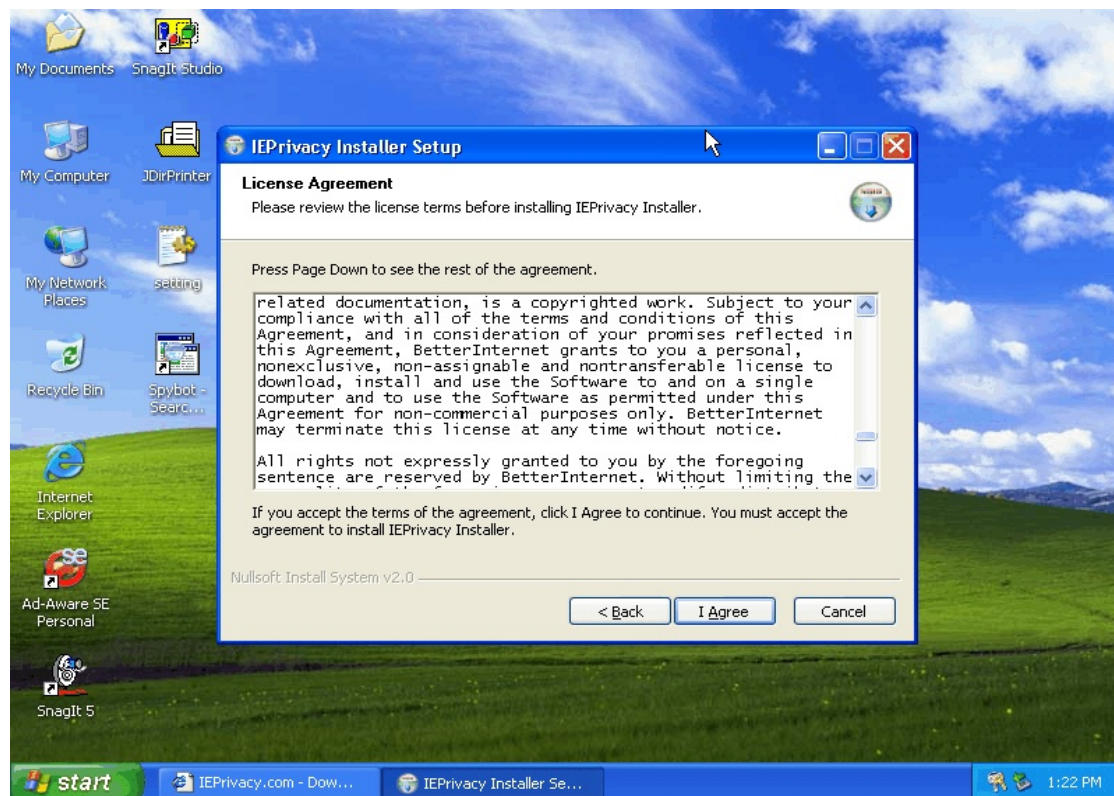 My Documents
SnagIt Studio
My Computer
JDirPrinter
My Network
Places
setting
Recycle Bin
Spybot -
Searc...
Internet
Explorer
Ad-Aware SE
Personal
SnagIt 5
IEPrivacy Installer Setup
License Agreement
Please review the license terms before installing IEPrivacy Installer.
Press Page Down to see the rest of the agreement.
related documentation, is a copyrighted work. Subject to your
compliance with all of the terms and conditions of this
Agreement, and in consideration of your promises reflected in
this Agreement, BetterInternet grants to you a personal,
nonexclusive, non-assignable and nontransferable license to
download, install and use the Software to and on a single
computer and to use the Software as permitted under this
Agreement for non-commercial purposes only. BetterInternet
may terminate this license at any time without notice.
All rights not expressly granted to you by the foregoing
sentence are reserved by BetterInternet. Without limiting the
If you accept the terms of the agreement, click I Agree to continue. You must accept the
agreement to install IEPrivacy Installer.
Nullsoft Install System v2.0
< Back
I Agree
Cancel
start
IEPrivacy.com - Dow...
IEPrivacy Installer Se...
1:22 PM